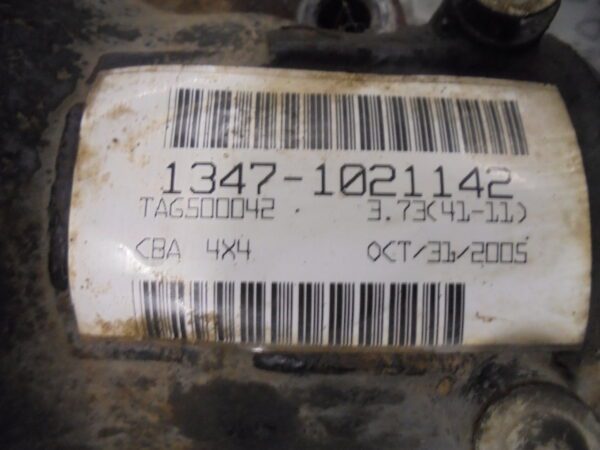 1347-1021142
TAG500042 3.73(41-11)
CBA 4X4 OCT/31/2005